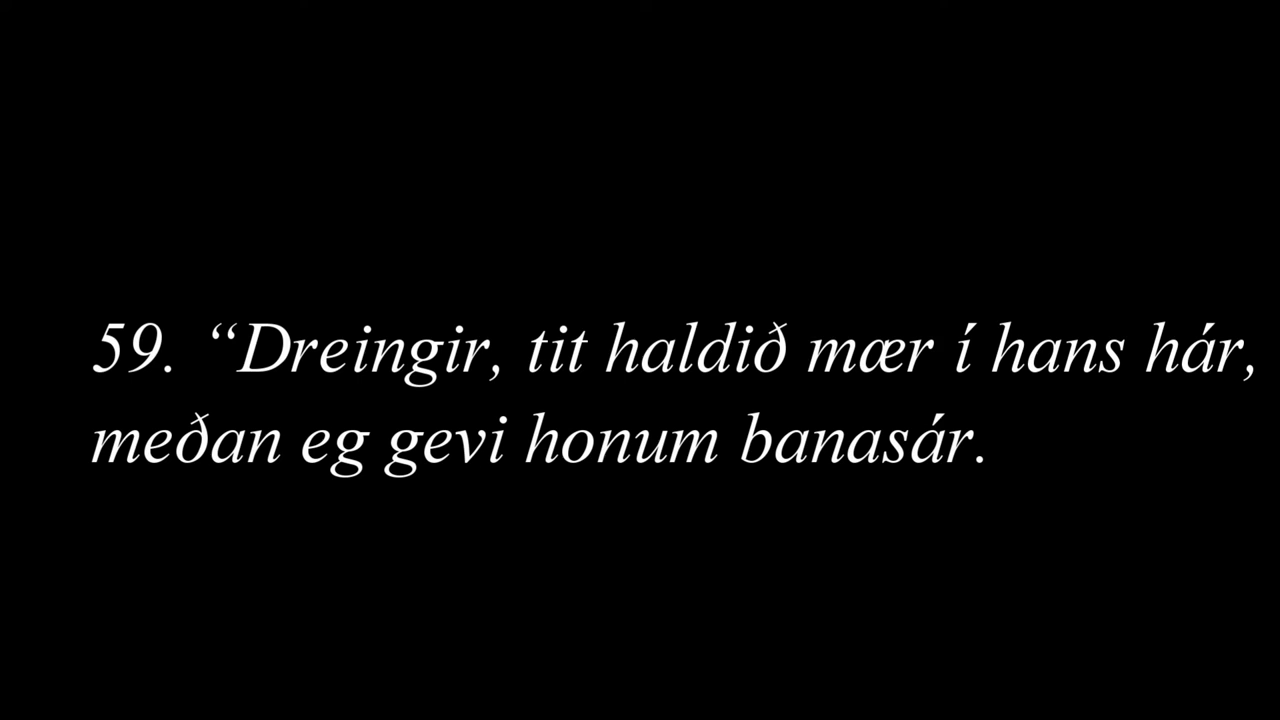 59. “Dreingir, tit haldið mær í hans hár,
meðan eg gevi honum banasár.